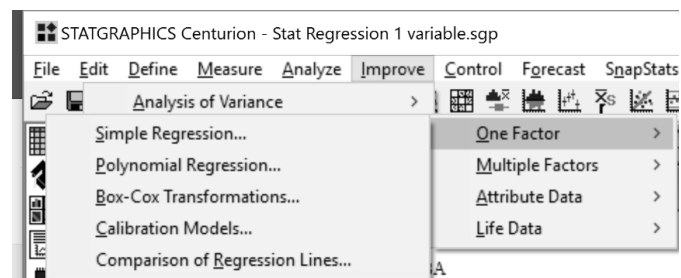 STATGRAPHICS Centurion - Stat Regression 1 variable.sgp
File Edit Define Measure Analyze Improve Control Forecast SnapStats
Analysis of Variance >
Simple Regression... One Factor >
Polynomial Regression... Multiple Factors >
Box-Cox Transformations... Attribute Data >
Calibration Models... Life Data >
Comparison of Regression Lines...